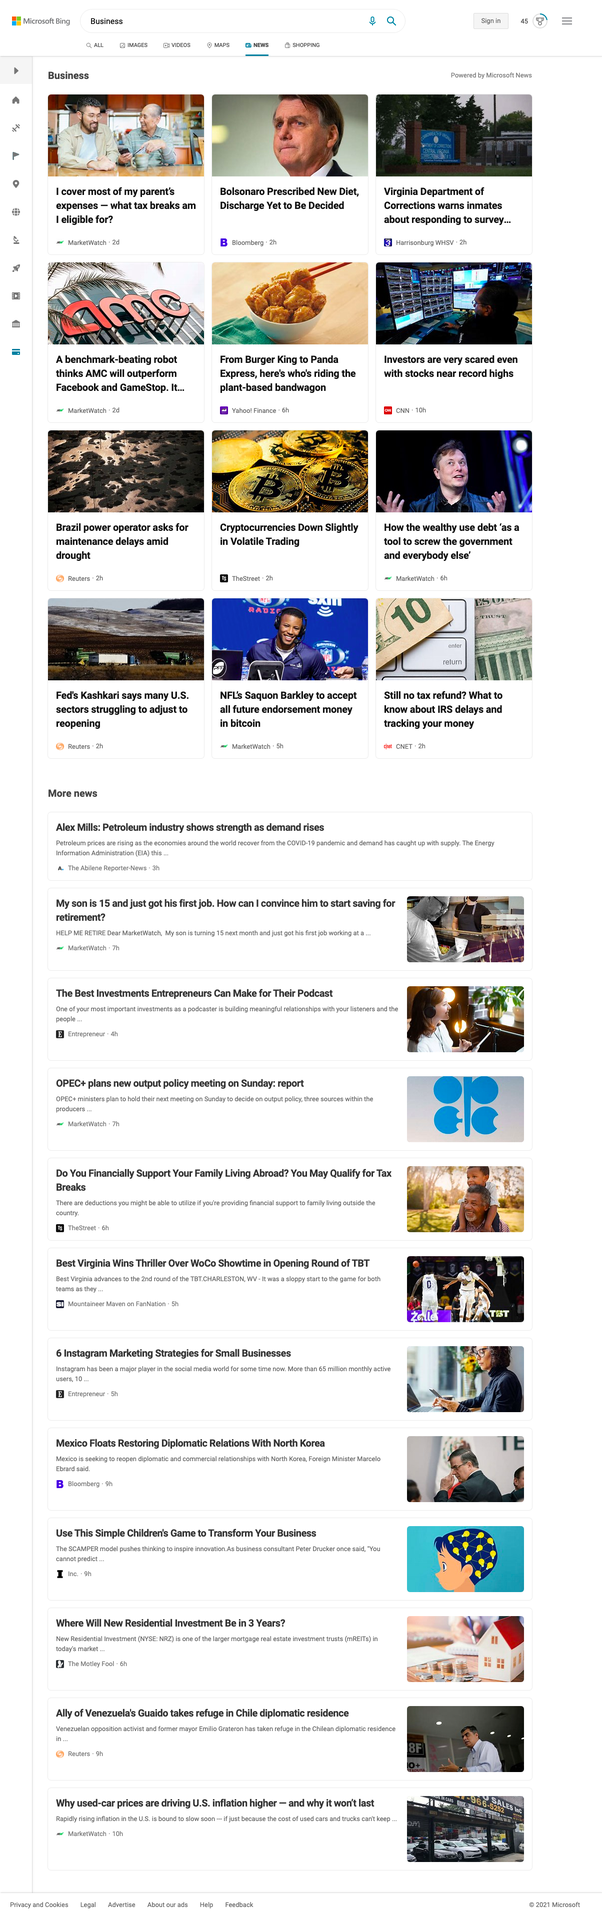 Microsoft Bing
Business
Sign in
45
ALL
IMAGES
VIDEOS
MAPS
NEWS
SHOPPING
Business
Powered by Microsoft News
I cover most of my parent's
expenses — what tax breaks am
I eligible for?
MarketWatch · 2d
Bolsonaro Prescribed New Diet,
Discharge Yet to Be Decided
Bloomberg · 2h
Virginia Department of
Corrections warns inmates
about responding to survey...
Harrisonburg WHSV · 2h
amc
A benchmark-beating robot
thinks AMC will outperform
Facebook and GameStop. It...
MarketWatch · 2d
From Burger King to Panda
Express, here's who's riding the
plant-based bandwagon
Yahoo! Finance · 6h
Investors are very scared even
with stocks near record highs
CNN · 10h
Brazil power operator asks for
maintenance delays amid
drought
Reuters · 2h
Cryptocurrencies Down Slightly
in Volatile Trading
TheStreet · 2h
How the wealthy use debt 'as a
tool to screw the government
and everybody else'
MarketWatch · 6h
Fed's Kashkari says many U.S.
sectors struggling to adjust to
reopening
Reuters · 2h
RADIO
NFL's Saquon Barkley to accept
all future endorsement money
in bitcoin
MarketWatch · 5h
10
enter
return
Still no tax refund? What to
know about IRS delays and
tracking your money
CNET · 2h
More news
Alex Mills: Petroleum industry shows strength as demand rises
Petroleum prices are rising as the economies around the world recover from the COVID-19 pandemic and demand has caught up with supply. The Energy
Information Administration (EIA) this ...
The Abilene Reporter-News · 3h
My son is 15 and just got his first job. How can I convince him to start saving for
retirement?
HELP ME RETIRE Dear MarketWatch, My son is turning 15 next month and just got his first job working at a ...
MarketWatch · 7h
The Best Investments Entrepreneurs Can Make for Their Podcast
One of your most important investments as a podcaster is building meaningful relationships with your listeners and the
people ...
Entrepreneur · 4h
OPEC+ plans new output policy meeting on Sunday: report
OPEC+ ministers plan to hold their next meeting on Sunday to decide on output policy, three sources within the
producers ...
MarketWatch · 7h
Do You Financially Support Your Family Living Abroad? You May Qualify for Tax
Breaks
There are deductions you might be able to utilize if you're providing financial support to family living outside the
country.
TheStreet · 6h
Best Virginia Wins Thriller Over WoCo Showtime in Opening Round of TBT
Best Virginia advances to the 2nd round of the TBT.CHARLESTON, WV - It was a sloppy start to the game for both
teams as they ...
Mountaineer Maven on FanNation · 5h
6 Instagram Marketing Strategies for Small Businesses
Instagram has been a major player in the social media world for some time now. More than 65 million monthly active
users, 10 ...
Entrepreneur · 5h
Mexico Floats Restoring Diplomatic Relations With North Korea
Mexico is seeking to reopen diplomatic and commercial relationships with North Korea, Foreign Minister Marcelo
Ebrard said.
Bloomberg · 9h
Use This Simple Children's Game to Transform Your Business
The SCAMPER model pushes thinking to inspire innovation.As business consultant Peter Drucker once said, "You
cannot predict ...
Inc. · 9h
Where Will New Residential Investment Be in 3 Years?
New Residential Investment (NYSE: NRZ) is one of the larger mortgage real estate investment trusts (mREITs) in
today's market ...
The Motley Fool · 6h
Ally of Venezuela's Guaido takes refuge in Chile diplomatic residence
Venezuelan opposition activist and former mayor Emilio Grateron has taken refuge in the Chilean diplomatic residence
in ...
Reuters · 9h
Why used-car prices are driving U.S. inflation higher — and why it won't last
Rapidly rising inflation in the U.S. is bound to slow soon — if just because the cost of used cars and trucks can't keep ...
MarketWatch · 10h
Privacy and Cookies
Legal
Advertise
About our ads
Help
Feedback
© 2021 Microsoft